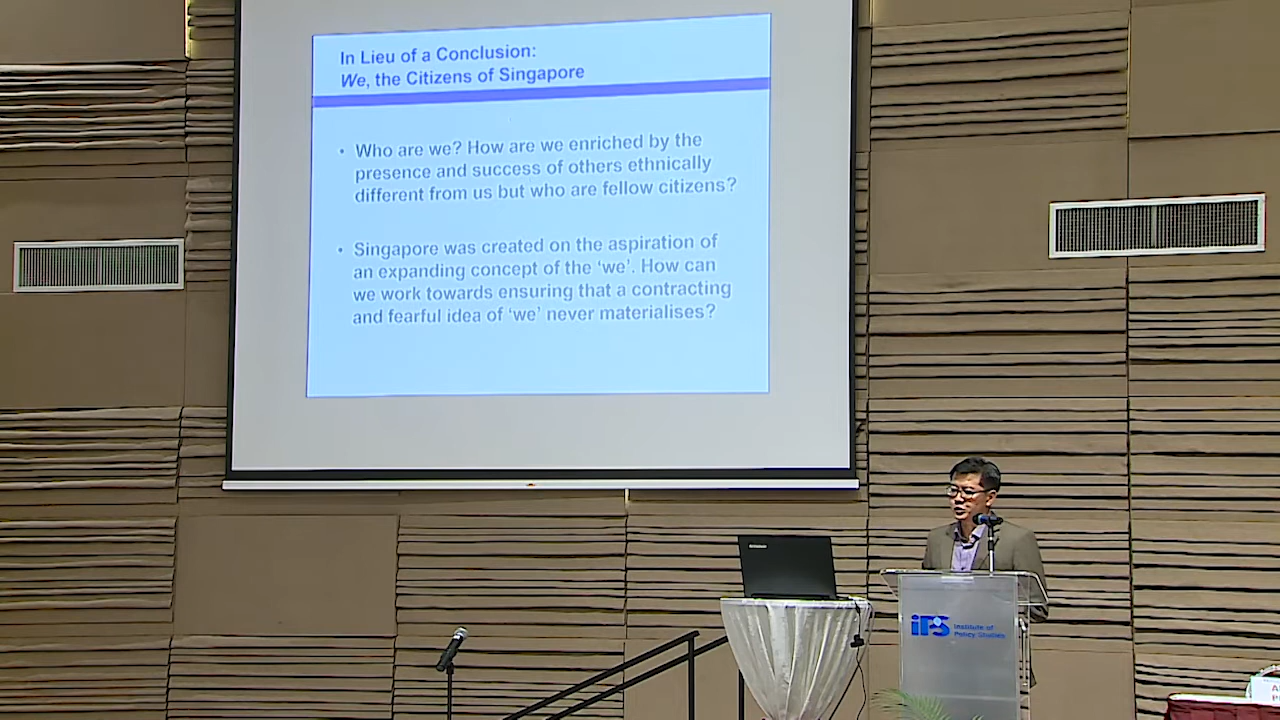 In Lieu of a Conclusion:
We, the Citizens of Singapore
• Who are we? How are we enriched by the
presence and success of others ethnically
different from us but who are fellow citizens?
• Singapore was created on the aspiration of
an expanding concept of the ‘we’. How can
we work towards ensuring that a contracting
and fearful idea of ‘we’ never materialises?
iPS
Institute of
Policy Studies